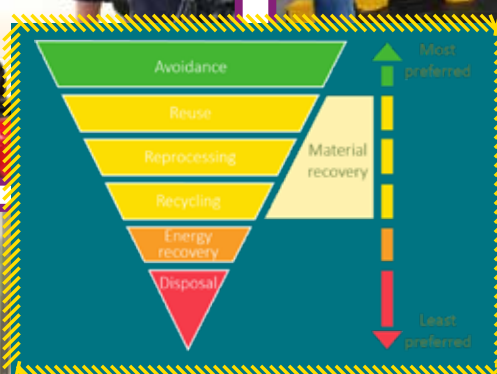 Avoidance
Reuse
Reprocessing
Recycling
Energy
recovery
Disposal
Material
recovery
Most
preferred
Least
preferred